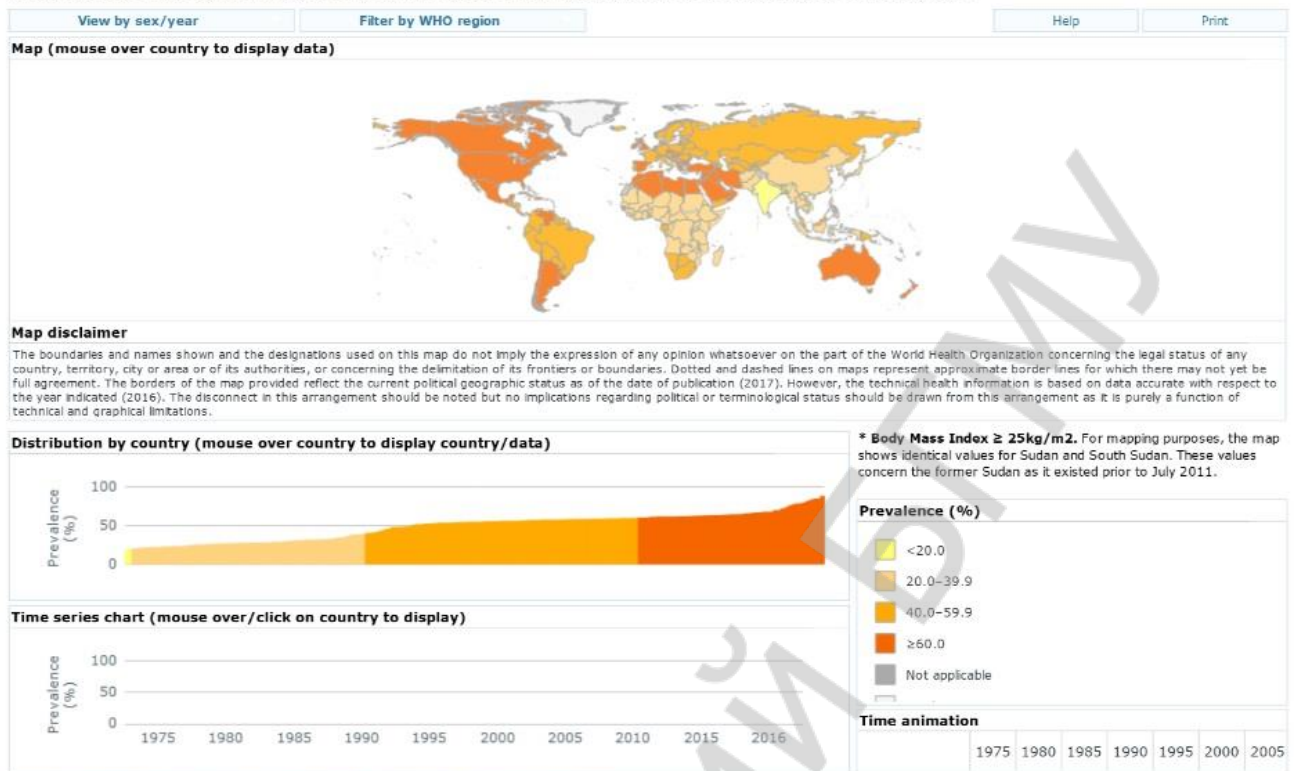 View by sex/year
Filter by WHO region
Help
Print
Map (mouse over country to display data)
Map disclaimer
The boundaries and names shown and the designations used on this map do not imply the expression of any opinion whatsoever on the part of the World Health Organization concerning the legal status of any
country, territory, city or area or of its authorities, or concerning the delimitation of its frontiers or boundaries. Dotted and dashed lines on maps represent approximate border lines for which there may not yet be
full agreement. The borders of the map provided reflect the current political geographic status as of the date of publication (2017). However, the technical health information is based on data accurate with respect to
the year indicated (2016). The disconnect in this arrangement should be noted but no implications regarding political or terminological status should be drawn from this arrangement as it is purely a function of
technical and graphical limitations.
Distribution by country (mouse over country to display country/data)
Prevalence
(%)
100
50
0
* Body Mass Index ≥ 25kg/m2. For mapping purposes, the map
shows identical values for Sudan and South Sudan. These values
concern the former Sudan as it existed prior to July 2011.
Prevalence (%)
<20.0
20.0–39.9
40.0–59.9
≥60.0
Not applicable
Time series chart (mouse over/click on country to display)
Prevalence
(%)
100
50
0
1975 1980 1985 1990 1995 2000 2005 2010 2015 2016
Time animation
1975 1980 1985 1990 1995 2000 2005
ИЙ БГМУ